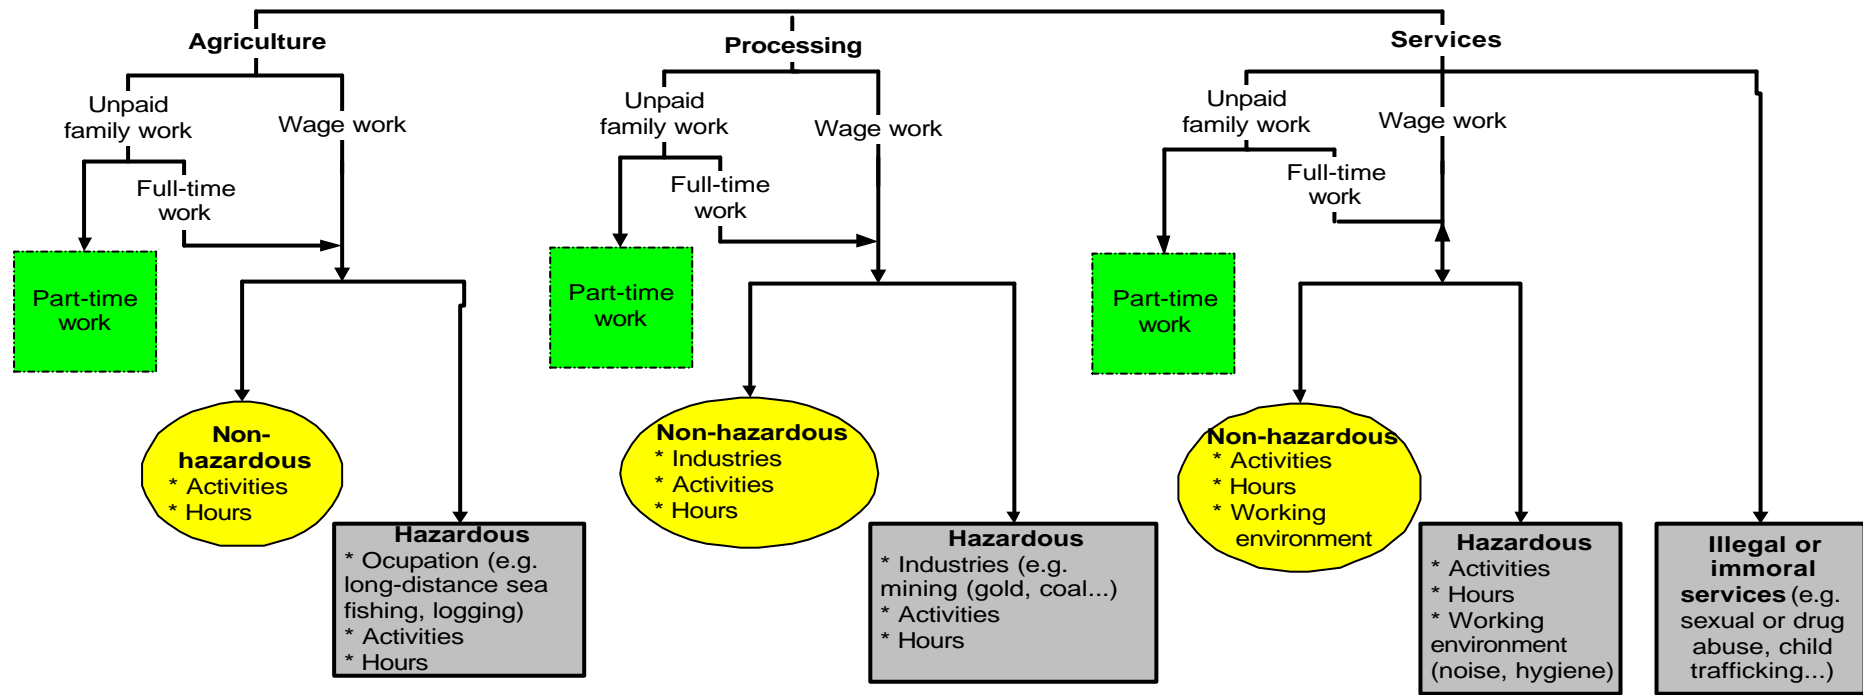 Agriculture
Unpaid
family work
Wage work
Full-time
work
Part-time
work
Non-
hazardous
* Activities
* Hours
Hazardous
* Ocupation (e.g.
long-distance sea
fishing, logging)
* Activities
* Hours
Processing
Unpaid
family work
Wage work
Full-time
work
Part-time
work
Non-hazardous
* Industries
* Activities
* Hours
Hazardous
* Industries (e.g.
mining (gold, coal...)
* Activities
* Hours
Services
Unpaid
family work
Wage work
Full-time
work
Part-time
work
Non-hazardous
* Activities
* Hours
* Working
environment
Hazardous
* Activities
* Hours
* Working
environment
(noise, hygiene)
Illegal or
immoral
services (e.g.
sexual or drug
abuse, child
trafficking...)